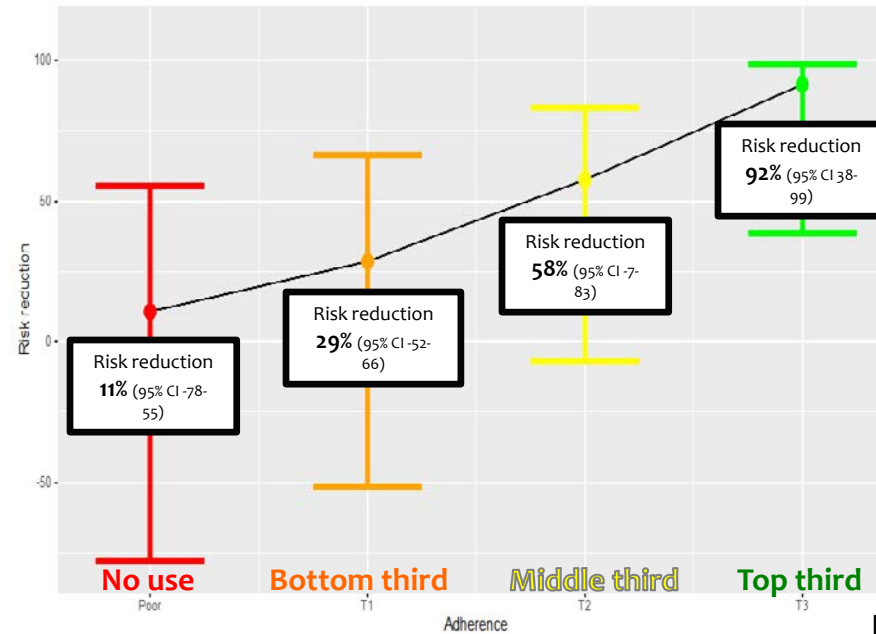 100
50
0
-50
Risk reduction
Risk reduction
11% (95% CI -78-
55)
Risk reduction
29% (95% CI -52-
66)
Risk reduction
58% (95% CI -7-
83)
Risk reduction
92% (95% CI 38-
99)
No use
Bottom third
Middle third
Top third
Poor
T1
T2
T3
Adherence